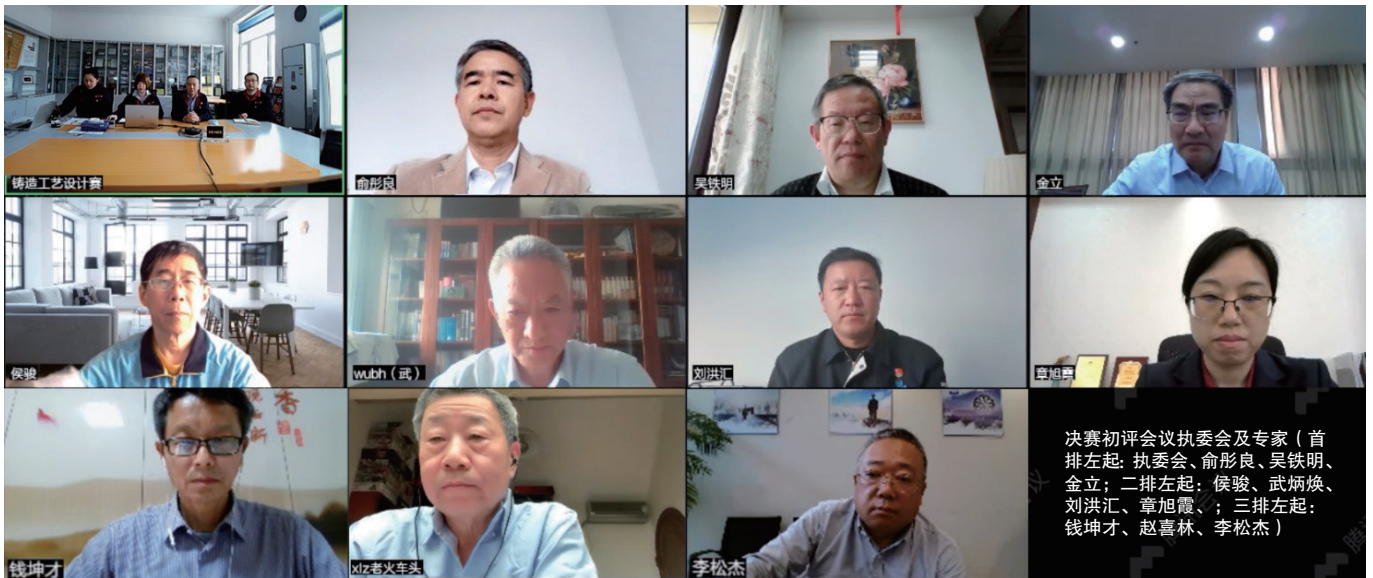 铸造工艺设计赛
俞彤良
吴铁明
金立
侯骏
wubh（武）
刘洪汇
章旭霞
钱坤才
xlz老火车头
李松杰
决赛初评会议执委会及专家（首
排左起：执委会、俞彤良、吴铁明、
金立；二排左起：侯骏、武炳焕、
刘洪汇、章旭霞、；三排左起：
钱坤才、赵喜林、李松杰）